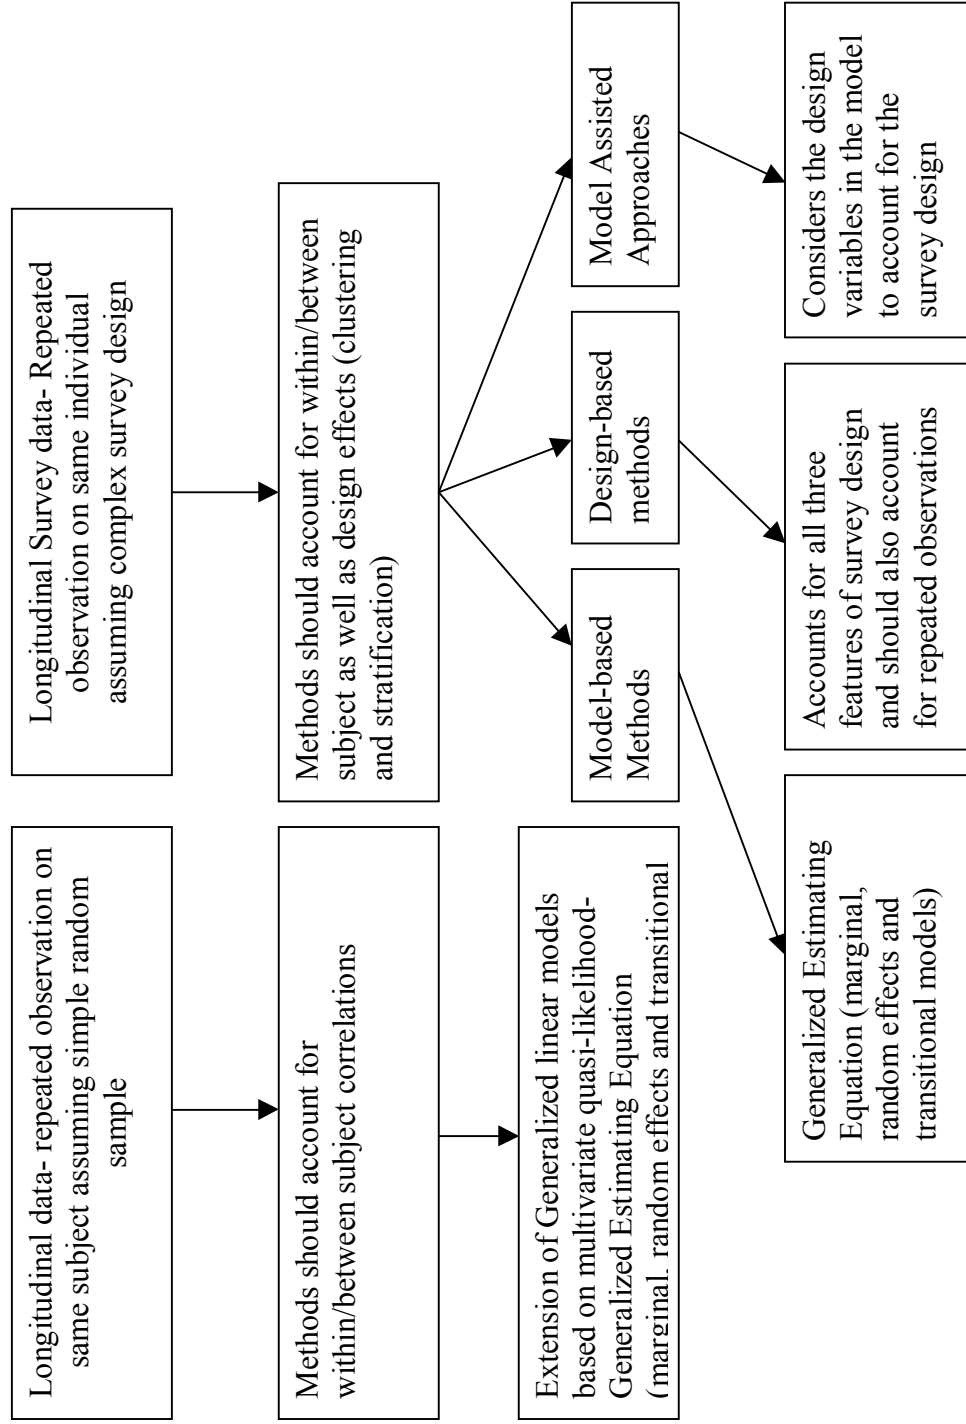 Longitudinal data- repeated observation on
same subject assuming simple random
sample
Longitudinal Survey data- Repeated
observation on same individual
assuming complex survey design
Methods should account for
within/between subject correlations
Methods should account for within/between
subject as well as design effects (clustering
and stratification)
Extension of Generalized linear models
based on multivariate quasi-likelihood-
Generalized Estimating Equation
(marginal, random effects and transitional
Model-based
Methods
Design-based
methods
Model Assisted
Approaches
Generalized Estimating
Equation (marginal,
random effects and
transitional models)
Accounts for all three
features of survey design
and should also account
for repeated observations
Considers the design
variables in the model
to account for the
survey design